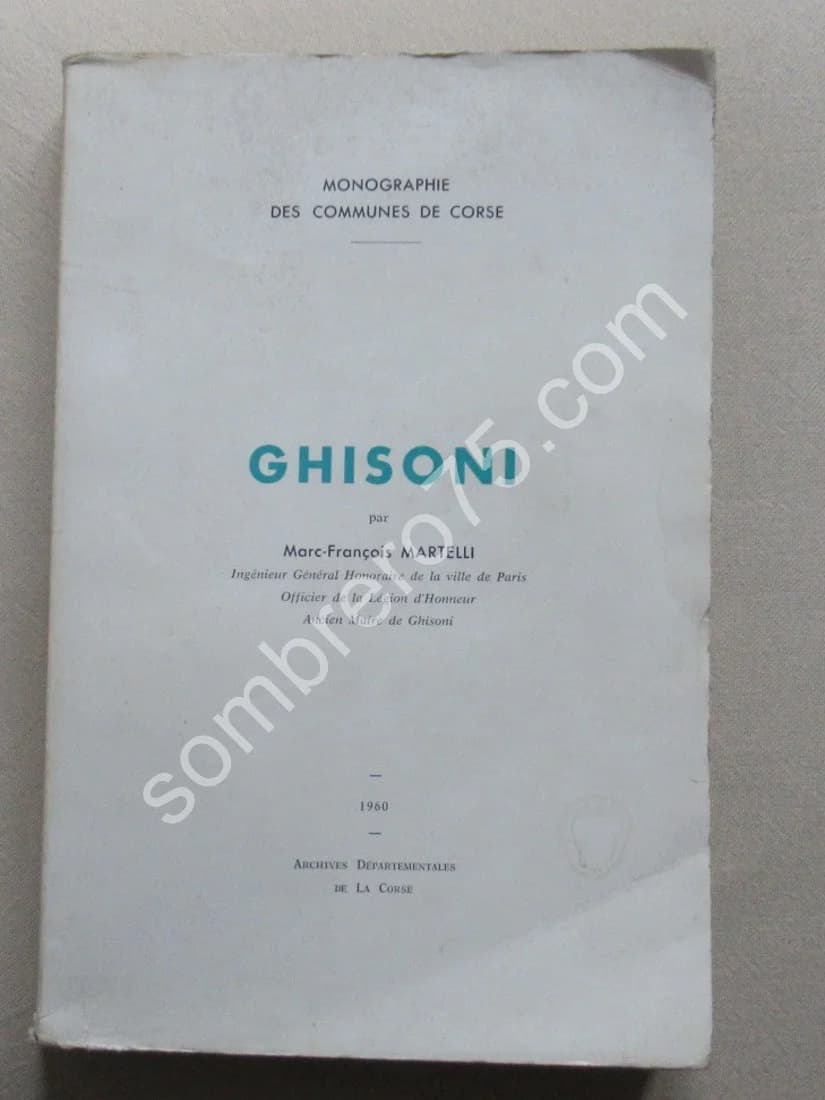 MONOGRAPHIE
DES COMMUNES DE CORSE
GHISONI
par
Marc-François MARTELLI
Ingénieur Général Honoraire de la ville de Paris
Officier de la Légion d'Honneur
Ancien Maire de Ghisoni
1960
ARCHIVES DÉPARTEMENTALES
DE LA CORSE
sombrero75.com